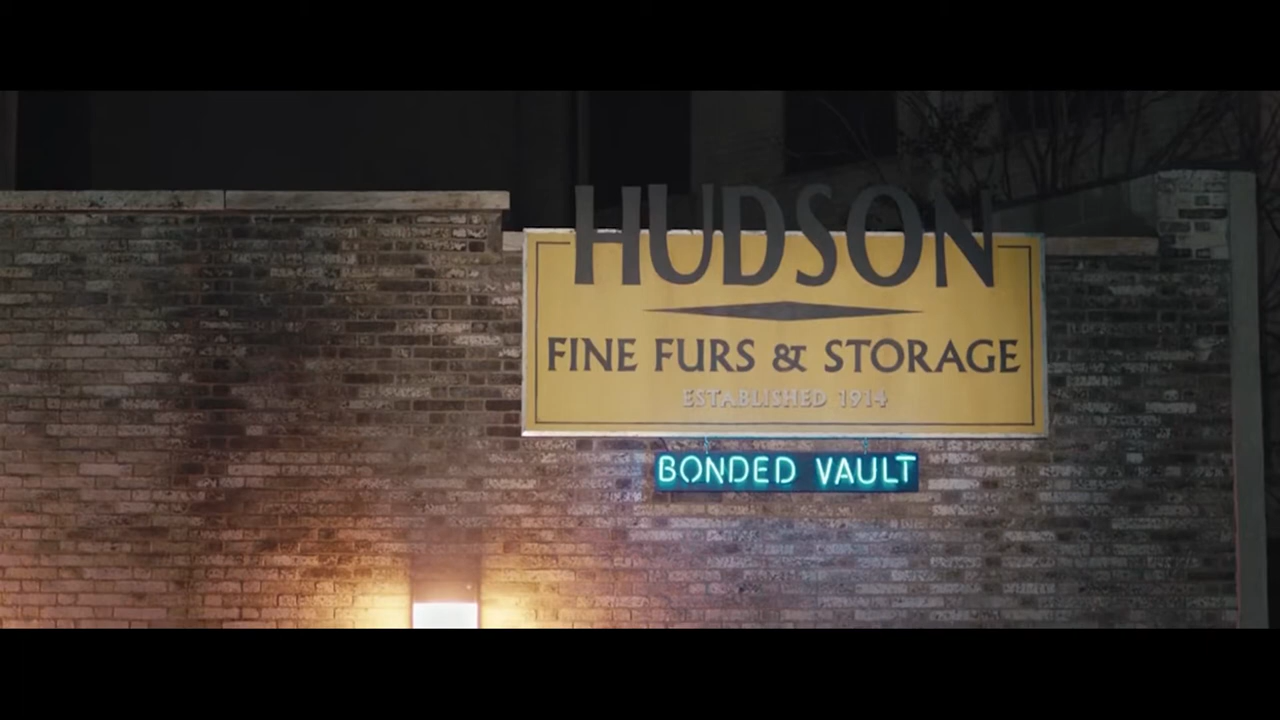 HUDSON
FINE FURS & STORAGE
ESTABLISHED 1914
BONDED VAULT